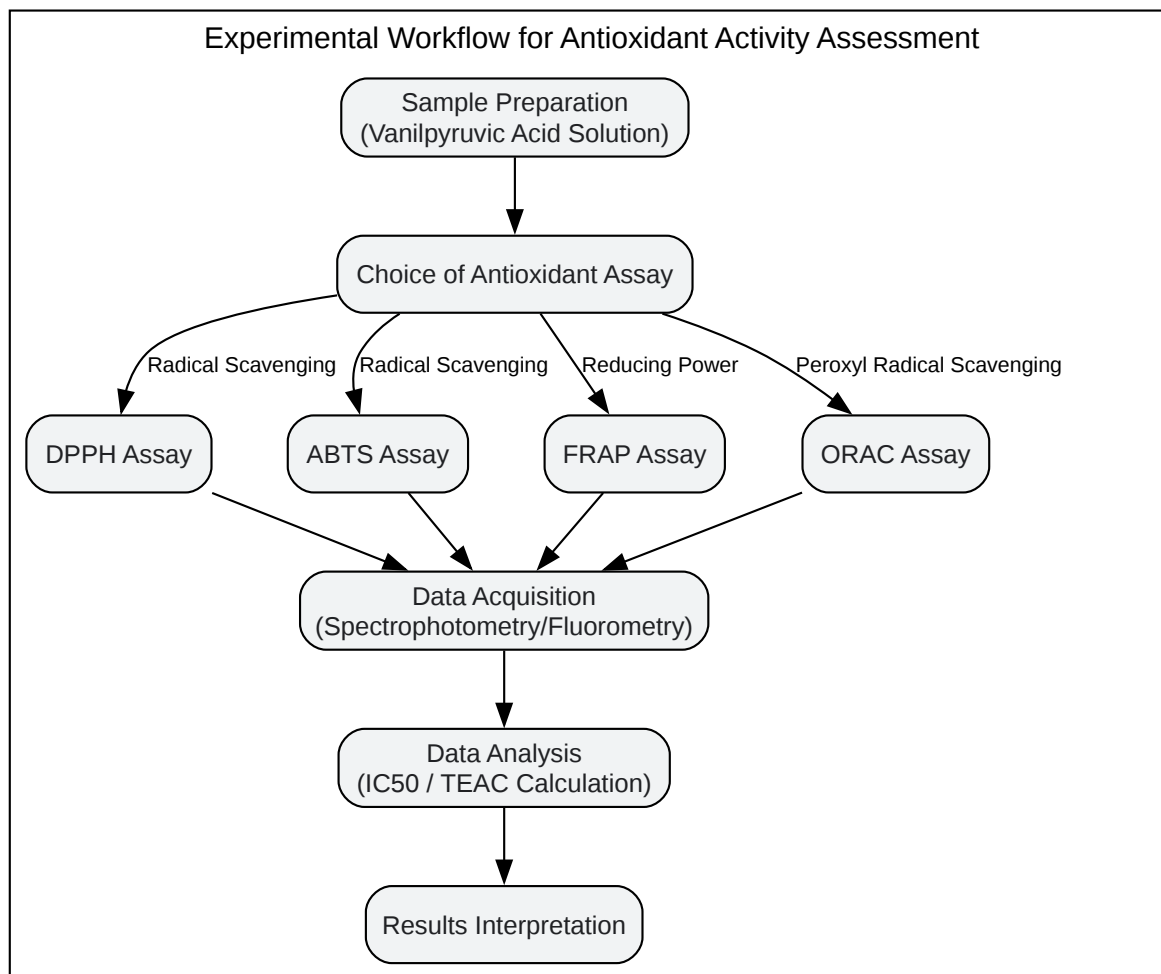 Experimental Workflow for Antioxidant Activity Assessment
Sample Preparation
(Vanilpyruvic Acid Solution)
Choice of Antioxidant Assay
Radical Scavenging
Radical Scavenging
Reducing Power
Peroxyl Radical Scavenging
DPPH Assay
ABTS Assay
FRAP Assay
ORAC Assay
Data Acquisition
(Spectrophotometry/Fluorometry)
Data Analysis
(IC50 / TEAC Calculation)
Results Interpretation